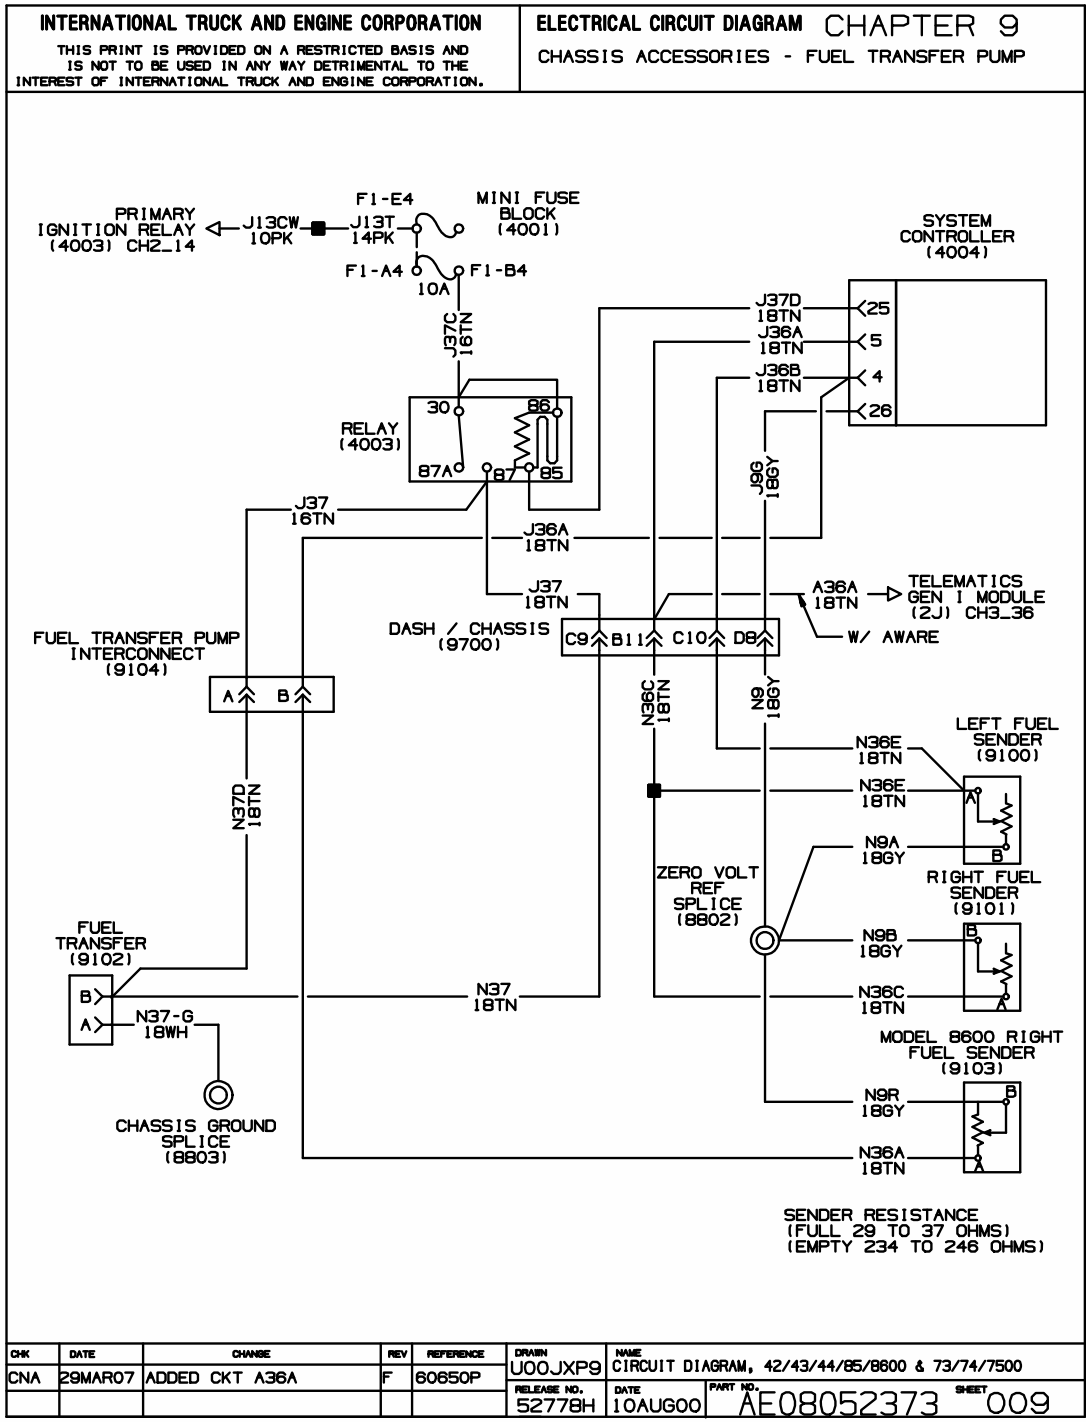 INTERNATIONAL TRUCK AND ENGINE CORPORATION
THIS PRINT IS PROVIDED ON A RESTRICTED BASIS AND
IS NOT TO BE USED IN ANY WAY DETRIMENTAL TO THE
INTEREST OF INTERNATIONAL TRUCK AND ENGINE CORPORATION.
ELECTRICAL CIRCUIT DIAGRAM CHAPTER 9
CHASSIS ACCESSORIES - FUEL TRANSFER PUMP
PRIMARY
IGNITION RELAY
(4003) CH2_14
J13CW
10PK
J13T
14PK
F1-E4
MINI FUSE
BLOCK
(4001)
F1-A4
F1-B4
10A
J37C
16TN
SYSTEM
CONTROLLER
(4004)
J37D
18TN
25
J36A
18TN
5
J36B
18TN
4
26
J9G
18GY
RELAY
(4003)
30
86
87A
87
85
J37
16TN
J36A
18TN
J37
18TN
A36A
18TN
TELEMATICS
GEN I MODULE
(2J) CH3_36
W/ AWARE
DASH / CHASSIS
(9700)
C9
B11
C10
D8
FUEL TRANSFER PUMP
INTERCONNECT
(9104)
A
B
N36C
18TN
N9
18GY
N37D
18TN
LEFT FUEL
SENDER
(9100)
N36E
18TN
N36E
18TN
A
N9A
18GY
B
ZERO VOLT
REF
SPLICE
(8802)
RIGHT FUEL
SENDER
(9101)
N9B
18GY
B
N36C
18TN
A
FUEL
TRANSFER
(9102)
B
A
N37
18TN
N37-G
18WH
CHASSIS GROUND
SPLICE
(8803)
MODEL 8600 RIGHT
FUEL SENDER
(9103)
N9R
18GY
B
N36A
18TN
A
SENDER RESISTANCE
(FULL 29 TO 37 OHMS)
(EMPTY 234 TO 246 OHMS)
CHK DATE CHANGE REV REFERENCE
CNA 29MAR07 ADDED CKT A36A F 60650P
DRAWN
U00JXP9
NAME
CIRCUIT DIAGRAM, 42/43/44/85/8600 & 73/74/7500
RELEASE NO.
52778H
DATE
10AUG00
PART NO.
AE08052373
SHEET
009